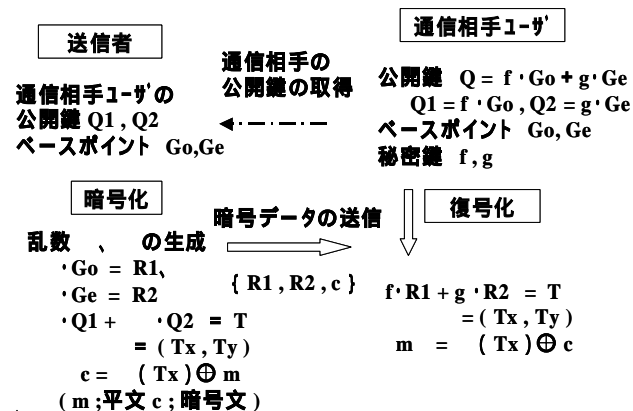 送信者
通信相手ユーザの
公開鍵 Q1 , Q2
ベースポイント Go,Ge
通信相手の
公開鍵の取得
通信相手ユーザ
公開鍵 Q = f・Go + g・Ge
Q1 = f・Go , Q2 = g・Ge
ベースポイント Go, Ge
秘密鍵 f , g
暗号化
乱数 、 の生成
・Go = R1、
・Ge = R2
・Q1 + ・Q2 = T
= ( Tx , Ty )
c = ( Tx ) ⊕ m
( m ;平文 c ; 暗号文 )
暗号データの送信
{ R1 , R2 , c }
復号化
f・R1 + g・R2 = T
= ( Tx , Ty )
m = ( Tx ) ⊕ c